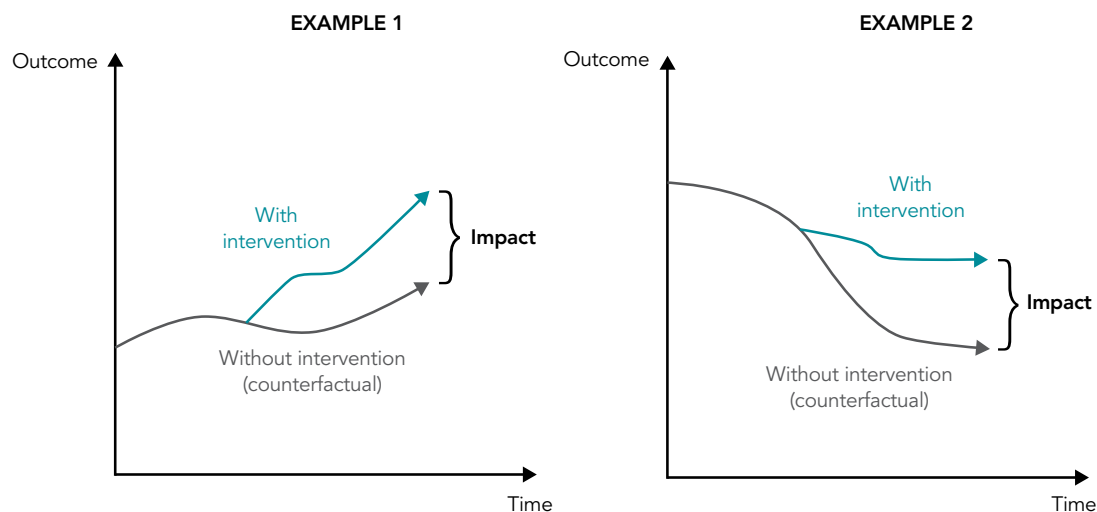 EXAMPLE 1
Outcome
With
intervention
Impact
Without intervention
(counterfactual)
Time
EXAMPLE 2
Outcome
With
intervention
Impact
Without intervention
(counterfactual)
Time